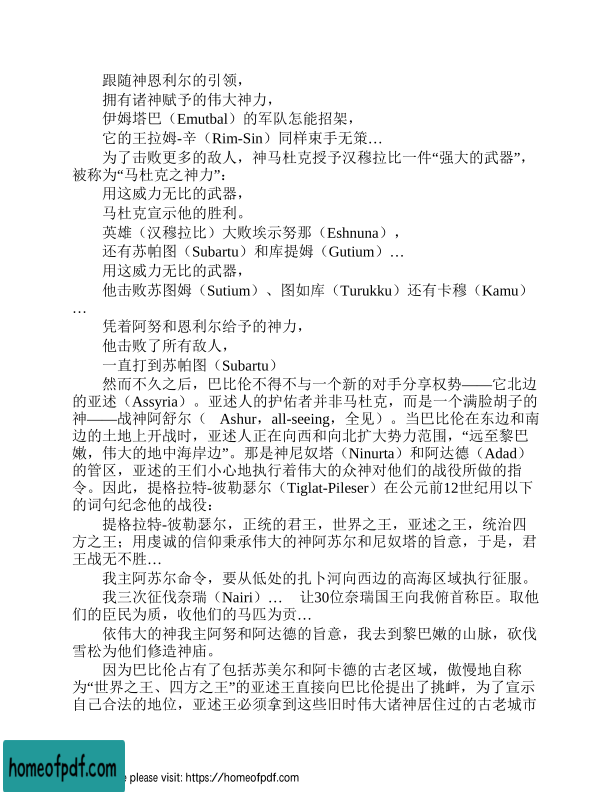 跟随神恩利尔的引领，
拥有诸神赋予的伟大神力，
伊姆塔巴（Emutbal）的军队怎能招架，
它的王拉姆-辛（Rim-Sin）同样束手无策…
为了击败更多的敌人，神马杜克授予汉穆拉比一件“强大的武器”，
被称为“马杜克之神力”：
用这威力无比的武器，
马杜克宣示他的胜利。
英雄（汉穆拉比）大败埃示努那（Eshnuna），
还有苏帕图（Subartu）和库提姆（Gutium）…
用这威力无比的武器，
他击败苏图姆（Sutium）、图如库（Turukku）还有卡穆（Kamu）
…
凭着阿努和恩利尔给予的神力，
他击败了所有敌人，
一直打到苏帕图（Subartu）
然而不久之后，巴比伦不得不与一个新的对手分享权势——它北边
的亚述（Assyria）。亚述人的护佑者并非马杜克，而是一个满脸胡子的
神——战神阿舒尔（ Ashur，all-seeing，全见）。当巴比伦在东边和南
边的土地上开战时，亚述人正在向西和向北扩大势力范围，“远至黎巴
嫩，伟大的地中海岸边”。那是神尼奴塔（Ninurta）和阿达德（Adad）
的管区，亚述的王们小心地执行着伟大的众神对他们的战役所做的指
令。因此，提格拉特-彼勒瑟尔（Tiglat-Pileser）在公元前12世纪用以下
的词句纪念他的战役：
提格拉特-彼勒瑟尔，正统的君王，世界之王，亚述之王，统治四
方之王；用虔诚的信仰秉承伟大的神阿苏尔和尼奴塔的旨意，于是，君
王战无不胜…
我主阿苏尔命令，要从低处的扎卜河向西边的高海区域执行征服。
我三次征伐奈瑞（Nairi）… 让30位奈瑞国王向我俯首称臣。取他
们的臣民为质，收他们的马匹为贡…
依伟大的神我主阿努和阿达德的旨意，我去到黎巴嫩的山脉，砍伐
雪松为他们修造神庙。
因为巴比伦占有了包括苏美尔和阿卡德的古老区域，傲慢地自称
为“世界之王、四方之王”的亚述王直接向巴比伦提出了挑衅，为了宣示
自己合法的地位，亚述王必须拿到这些旧时伟大诸神居住过的古老城市
homeofpdf.com
e please visit: https://homeofpdf.com